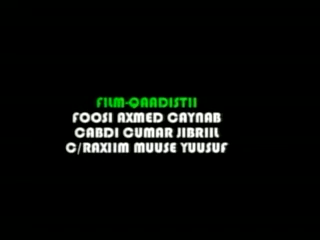 FILM-QAADISTII
FOOSI AXMED CAYNAB
CABDI CUMAR JIBRIIL
C/RAXIIM MUUSE YUUSUF